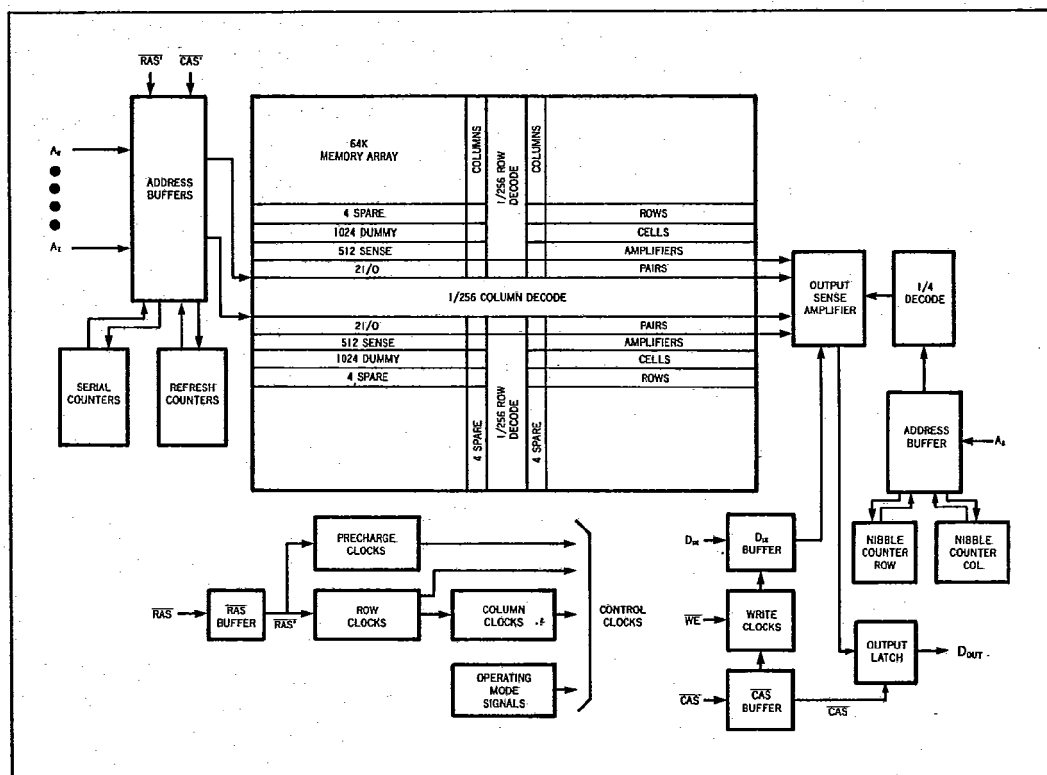 RAS' CAS'
ADDRESS
BUFFERS
SERIAL
COUNTERS
REFRESH
COUNTERS
64K
MEMORY ARRAY
COLUMNS
1/256 ROW
DECODE
COLUMNS
4 SPARE ROWS
1024 DUMMY CELLS
512 SENSE AMPLIFIERS
2 I/O PAIRS
1/256 COLUMN DECODE
2 I/O PAIRS
512 SENSE AMPLIFIERS
1024 DUMMY CELLS
4 SPARE ROWS
4 SPARE
1/256 ROW
DECODE
4 SPARE
OUTPUT
SENSE
AMPLIFIER
1/4
DECODE
ADDRESS
BUFFER
A8
NIBBLE
COUNTER
ROW
NIBBLE
COUNTER
COL.
PRECHARGE
CLOCKS
RAS
RAS
BUFFER
RAS'
ROW
CLOCKS
COLUMN
CLOCKS
OPERATING
MODE
SIGNALS
CONTROL
CLOCKS
DIN
DIN
BUFFER
WE
WRITE
CLOCKS
CAS
CAS
BUFFER
CAS
OUTPUT
LATCH
DOUT